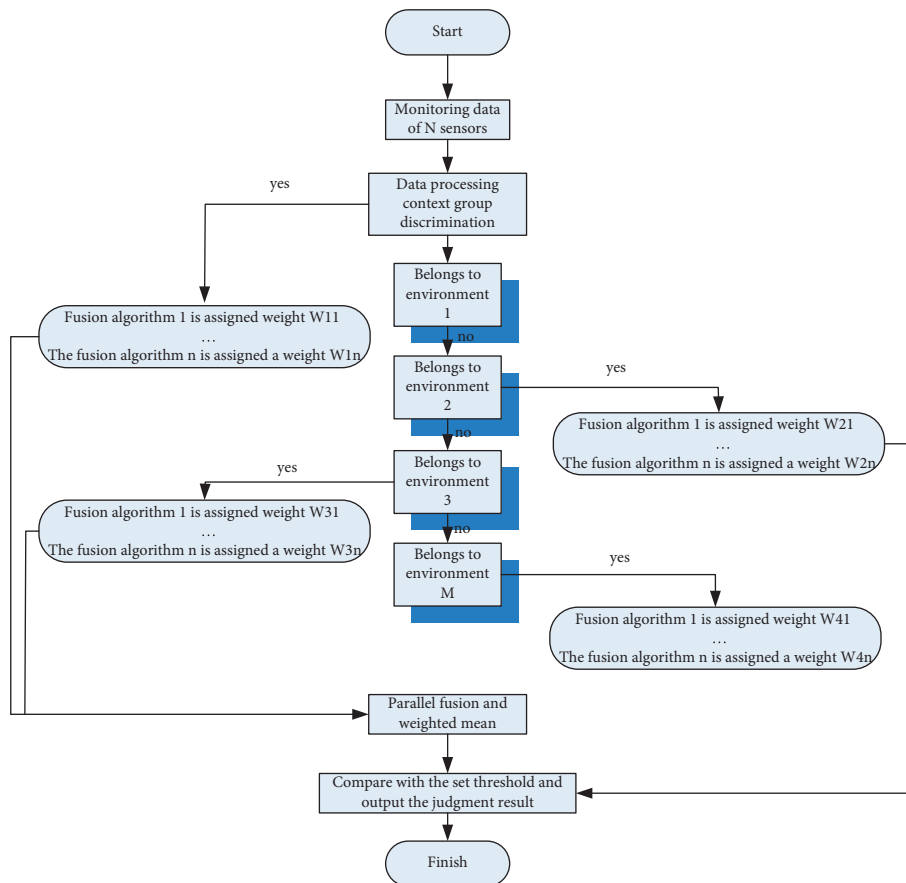 Start
Monitoring data
of N sensors
yes
Data processing
context group
discrimination
Belongs to
environment
1
no
Fusion algorithm 1 is assigned weight W11
…
The fusion algorithm n is assigned a weight W1n
Belongs to
environment
2
yes
no
Fusion algorithm 1 is assigned weight W21
…
The fusion algorithm n is assigned a weight W2n
Belongs to
environment
3
yes
no
Fusion algorithm 1 is assigned weight W31
…
The fusion algorithm n is assigned a weight W3n
Belongs to
environment
M
yes
Fusion algorithm 1 is assigned weight W41
…
The fusion algorithm n is assigned a weight W4n
Parallel fusion and
weighted mean
Compare with the set threshold and
output the judgment result
Finish